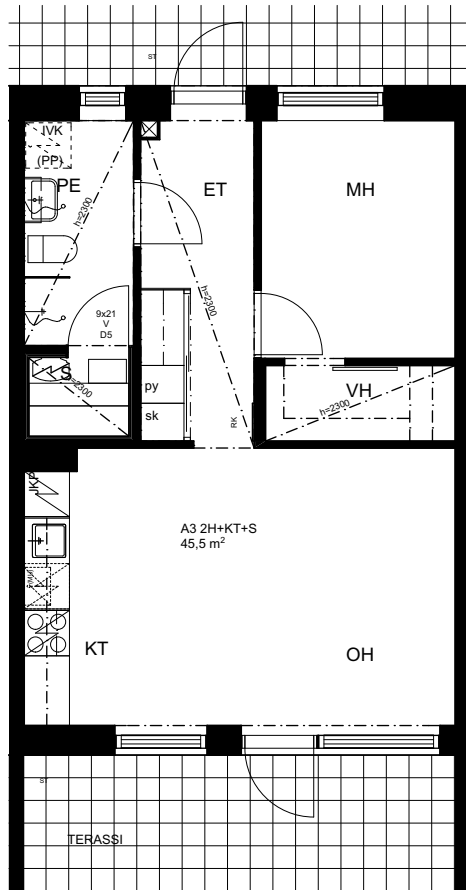 ST
IVK
(PP)
PE
ET
MH
h=2300
h=2300
9x21
V
D5
S
h=2300
py
sk
RK
VH
h=2300
JKP
A3 2H+KT+S
45,5 m²
KT
OH
ST
TERASSI